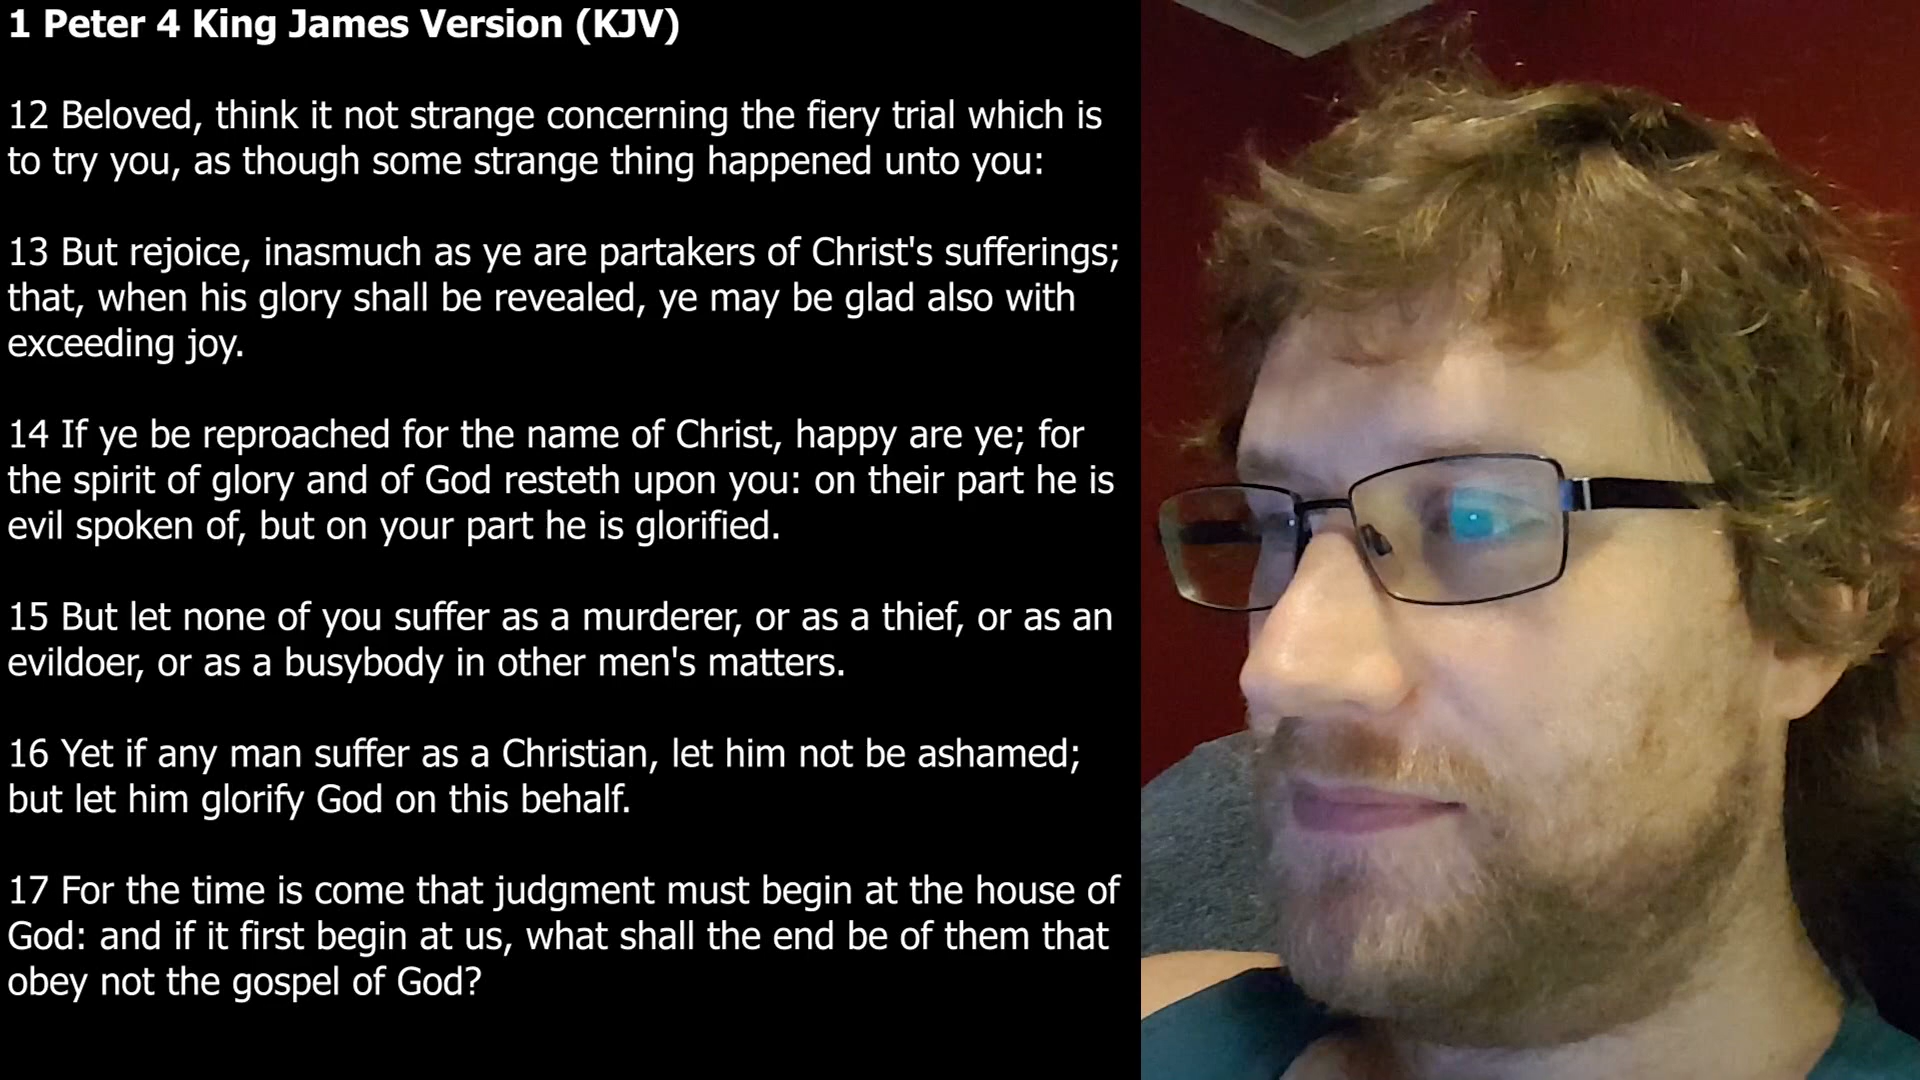 1 Peter 4 King James Version (KJV)
12 Beloved, think it not strange concerning the fiery trial which is
to try you, as though some strange thing happened unto you:
13 But rejoice, inasmuch as ye are partakers of Christ's sufferings;
that, when his glory shall be revealed, ye may be glad also with
exceeding joy.
14 If ye be reproached for the name of Christ, happy are ye; for
the spirit of glory and of God resteth upon you: on their part he is
evil spoken of, but on your part he is glorified.
15 But let none of you suffer as a murderer, or as a thief, or as an
evildoer, or as a busybody in other men's matters.
16 Yet if any man suffer as a Christian, let him not be ashamed;
but let him glorify God on this behalf.
17 For the time is come that judgment must begin at the house of
God: and if it first begin at us, what shall the end be of them that
obey not the gospel of God?